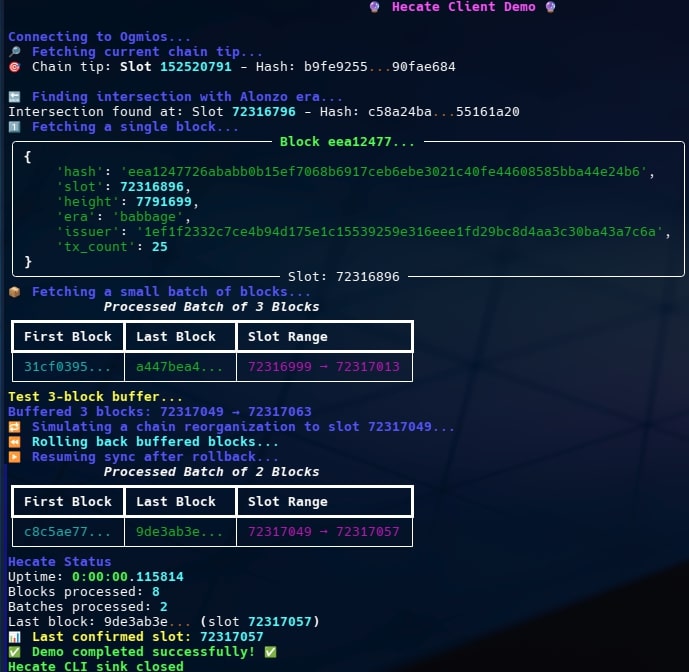 🔮 Hecate Client Demo 🔮
Connecting to Ogmios...
🔎 Fetching current chain tip...
🎯 Chain tip: Slot 152520791 – Hash: b9fe9255...90fae684
🔙 Finding intersection with Alonzo era...
Intersection found at: Slot 72316796 – Hash: c58a24ba...55161a20
1️⃣ Fetching a single block...
Block eea12477...
{
'hash': 'eea1247726ababb0b15ef7068b6917ceb6ebe3021c40fe44608585bba44e24b6',
'slot': 72316896,
'height': 7791699,
'era': 'babbage',
'issuer': '1ef1f2332c7ce4b94d175e1c15539259e316eee1fd29bc8d4aa3c30ba43a7c6a',
'tx_count': 25
}
Slot: 72316896
📦 Fetching a small batch of blocks...
Processed Batch of 3 Blocks
First Block Last Block Slot Range
31cf0395... a447bea4... 72316999 → 72317013
Test 3-block buffer...
Buffered 3 blocks: 72317049 → 72317063
🔁 Simulating a chain reorganization to slot 72317049...
⏪ Rolling back buffered blocks...
▶️ Resuming sync after rollback...
Processed Batch of 2 Blocks
First Block Last Block Slot Range
c8c5ae77... 9de3ab3e... 72317049 → 72317057
Hecate Status
Uptime: 0:00:00.115814
Blocks processed: 8
Batches processed: 2
Last block: 9de3ab3e... (slot 72317057)
📊 Last confirmed slot: 72317057
✅ Demo completed successfully! ✅
Hecate CLI sink closed